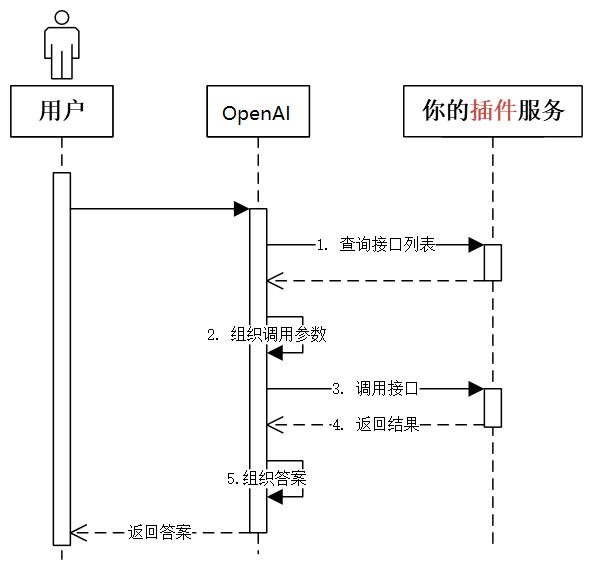 用户
OpenAI
你的插件服务
1. 查询接口列表
2. 组织调用参数
3. 调用接口
4. 返回结果
5.组织答案
返回答案